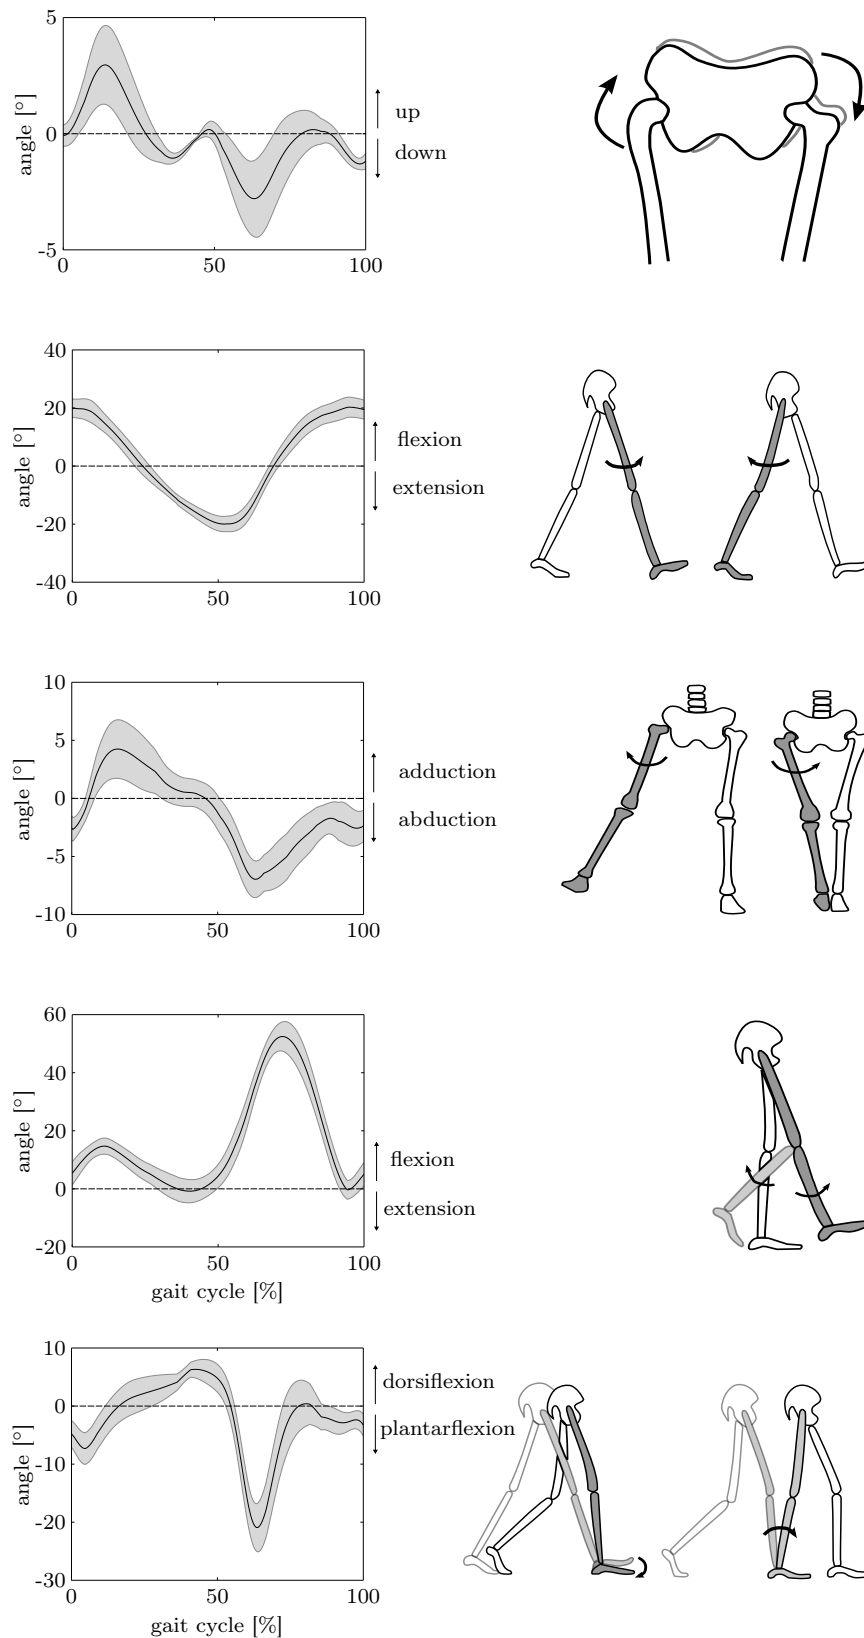 5
0
-5
angle [°]
0
50
100
up
down
40
20
0
-20
-40
angle [°]
0
50
100
flexion
extension
10
5
0
-5
-10
angle [°]
0
50
100
adduction
abduction
60
40
20
0
-20
angle [°]
0
50
100
gait cycle [%]
flexion
extension
10
0
-10
-20
-30
angle [°]
0
50
100
gait cycle [%]
dorsiflexion
plantarflexion